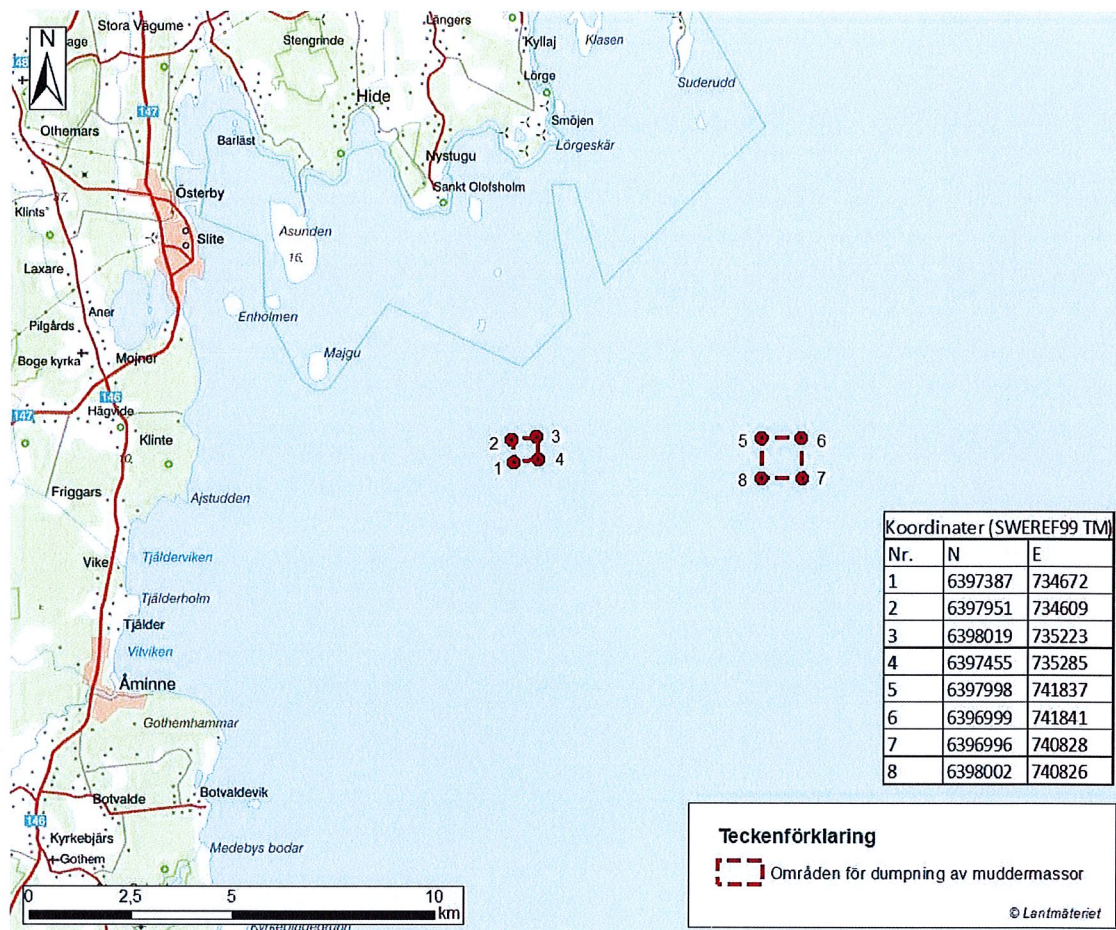 N
Stora Vägume
age
148
147
Othemars
Klints
Laxare
Pilgårds
Aner
Boge kyrka
Mojner
147
146
Hägvide
Klinte
10.
Friggars
Ajstudden
Vike
Tjälderviken
Tjälderholm
Tjälder
Vitviken
Åminne
Gothemhammar
Botvalde
Botvaldevik
146
Kyrkebjärs
Gothem
Medebys bodar
Stengrinde
Hide
Barläst
Österby
Slite
Asunden
16.
Enholmen
Majgu
Längers
Kyllaj
Lörge
Smöjen
Lörgeskär
Nystugu
Sankt Olofsholm
Klasen
Suderudd
2 3
1 4
5 6
8 7
Koordinater (SWEREF99 TM)
Nr. N E
1 6397387 734672
2 6397951 734609
3 6398019 735223
4 6397455 735285
5 6397998 741837
6 6396999 741841
7 6396996 740828
8 6398002 740826
Teckenförklaring
Områden för dumpning av muddermassor
© Lantmäteriet
0 2,5 5 10
km